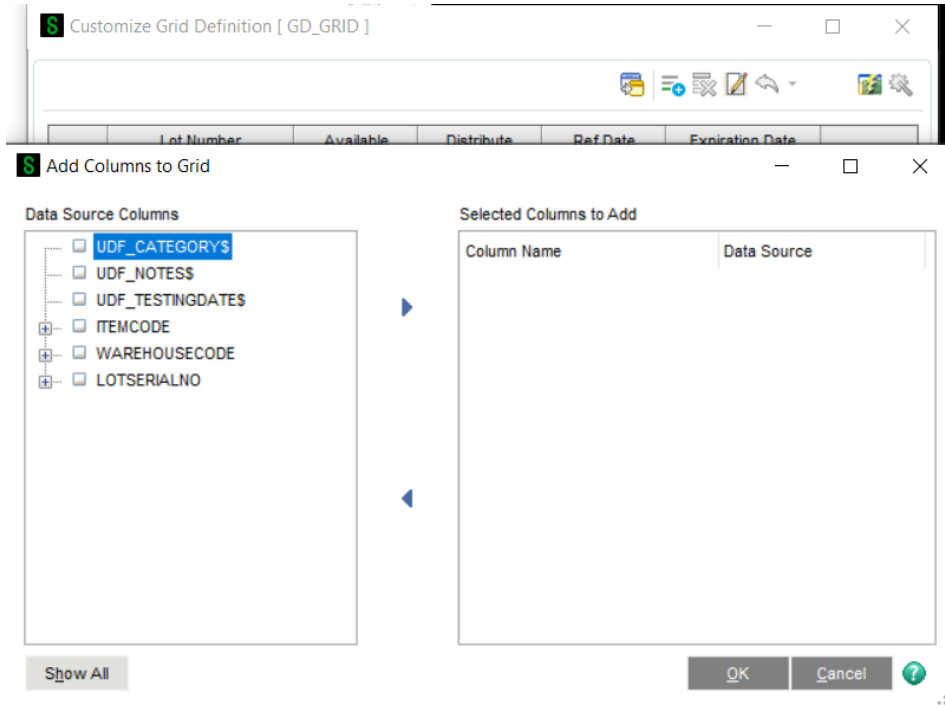 S Customize Grid Definition [ GD_GRID ]
Lot Number Available Distribute Ref Date Expiration Date
S Add Columns to Grid
Data Source Columns Selected Columns to Add
Column Name Data Source
UDF_CATEGORY$
UDF_NOTES$
UDF_TESTINGDATE$
ITEMCODE
WAREHOUSECODE
LOTSERIALNO
Show All OK Cancel ?